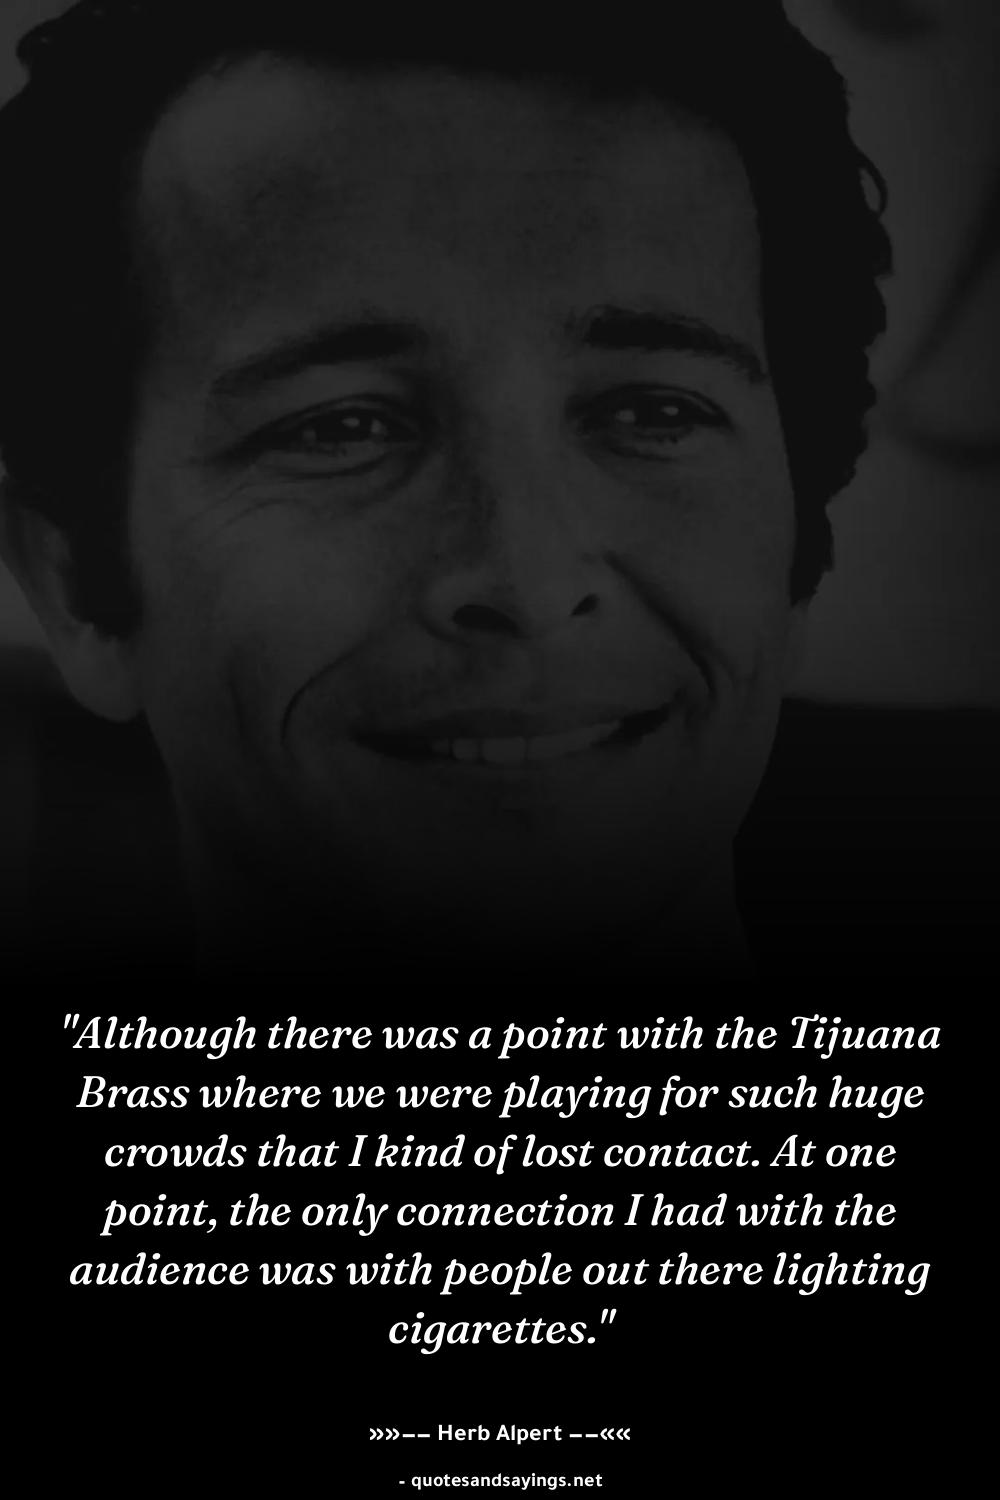 "Although there was a point with the Tijuana
Brass where we were playing for such huge
crowds that I kind of lost contact. At one
point, the only connection I had with the
audience was with people out there lighting
cigarettes."
»»–– Herb Alpert ––««
- quotesandsayings.net